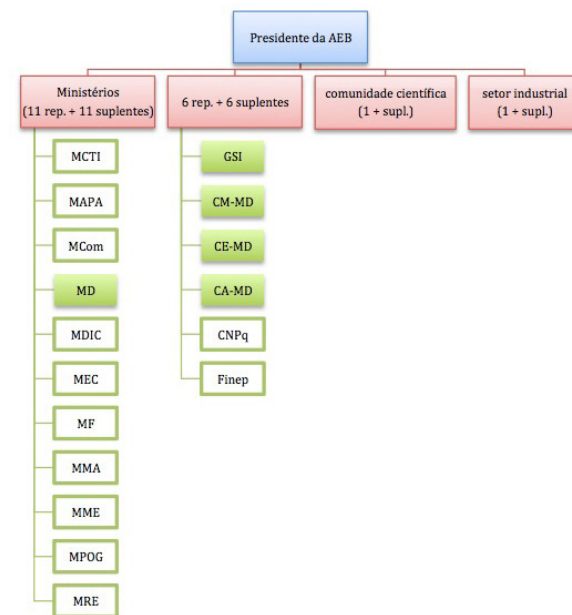 Presidente da AEB
Ministérios
(11 rep. + 11 suplentes)
6 rep. + 6 suplentes
comunidade científica
(1 + supl.)
setor industrial
(1 + supl.)
MCTI
MAPA
MCom
MD
MDIC
MEC
MF
MMA
MME
MPOG
MRE
GSI
CM-MD
CE-MD
CA-MD
CNPq
Finep